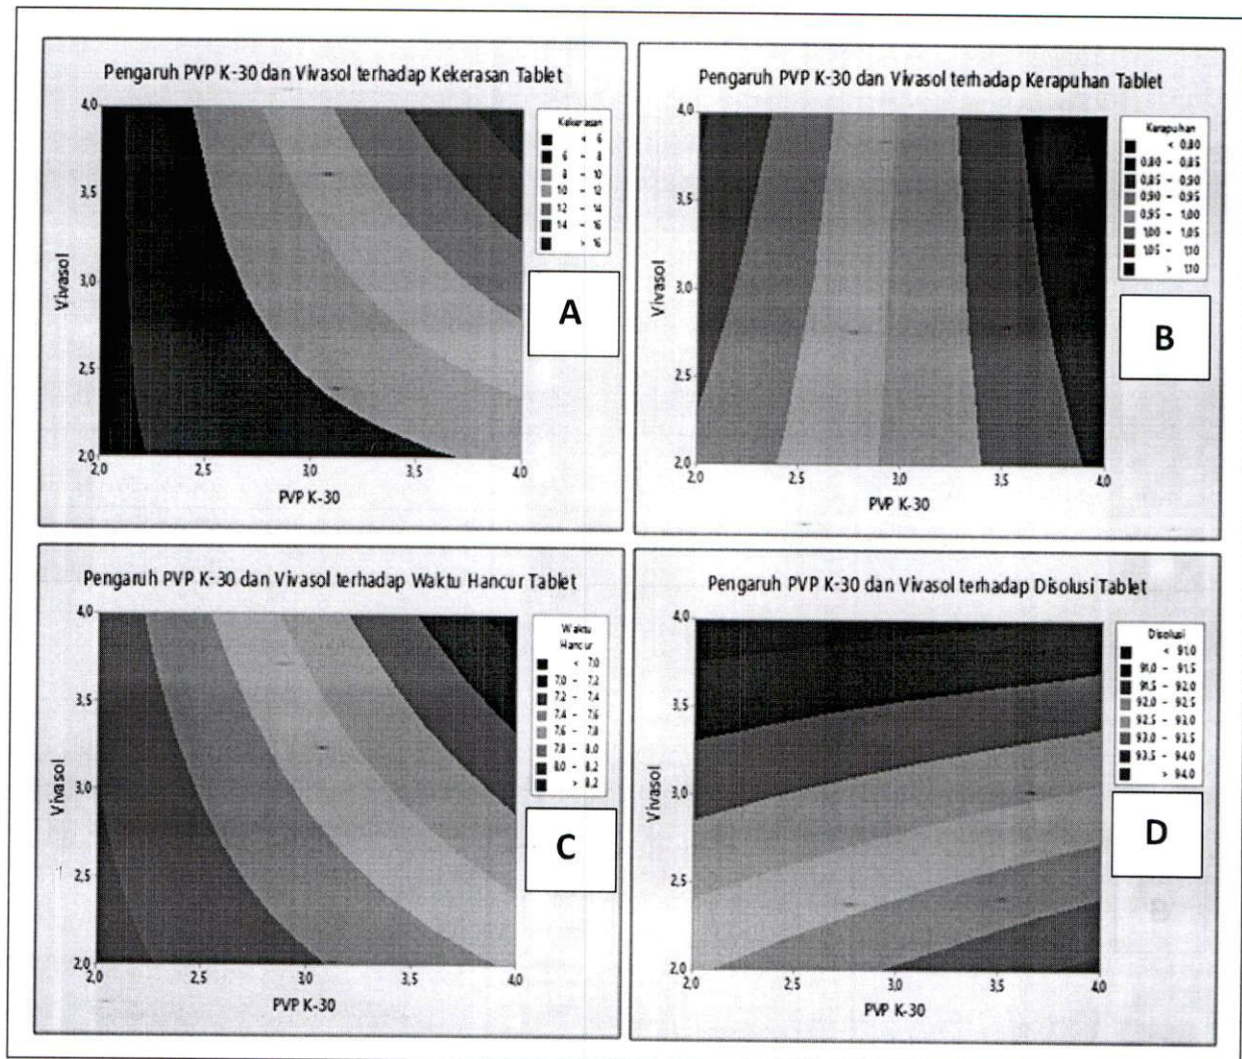 Pengaruh PVP K-30 dan Vivasol terhadap Kekerasan Tablet
4,0
3,5
3,0
2,5
2,0
Vivasol
2,0 2,5 3,0 3,5 4,0
PVP K-30
Kekerasan
< 6
6 - 8
8 - 10
10 - 12
12 - 14
14 - 16
> 16
A
Pengaruh PVP K-30 dan Vivasol terhadap Kerapuhan Tablet
4,0
3,5
3,0
2,5
2,0
Vivasol
2,0 2,5 3,0 3,5 4,0
PVP K-30
Kerapuhan
< 0,80
0,80 - 0,85
0,85 - 0,90
0,90 - 0,95
0,95 - 1,00
1,00 - 1,05
1,05 - 1,10
> 1,10
B
Pengaruh PVP K-30 dan Vivasol terhadap Waktu Hancur Tablet
4,0
3,5
3,0
2,5
2,0
Vivasol
2,0 2,5 3,0 3,5 4,0
PVP K-30
Waktu
Hancur
< 7,0
7,0 - 7,2
7,2 - 7,4
7,4 - 7,6
7,6 - 7,8
7,8 - 8,0
8,0 - 8,2
> 8,2
C
Pengaruh PVP K-30 dan Vivasol terhadap Disolusi Tablet
4,0
3,5
3,0
2,5
2,0
Vivasol
2,0 2,5 3,0 3,5 4,0
PVP K-30
Disolusi
< 91,0
91,0 - 91,5
91,5 - 92,0
92,0 - 92,5
92,5 - 93,0
93,0 - 93,5
93,5 - 94,0
> 94,0
D